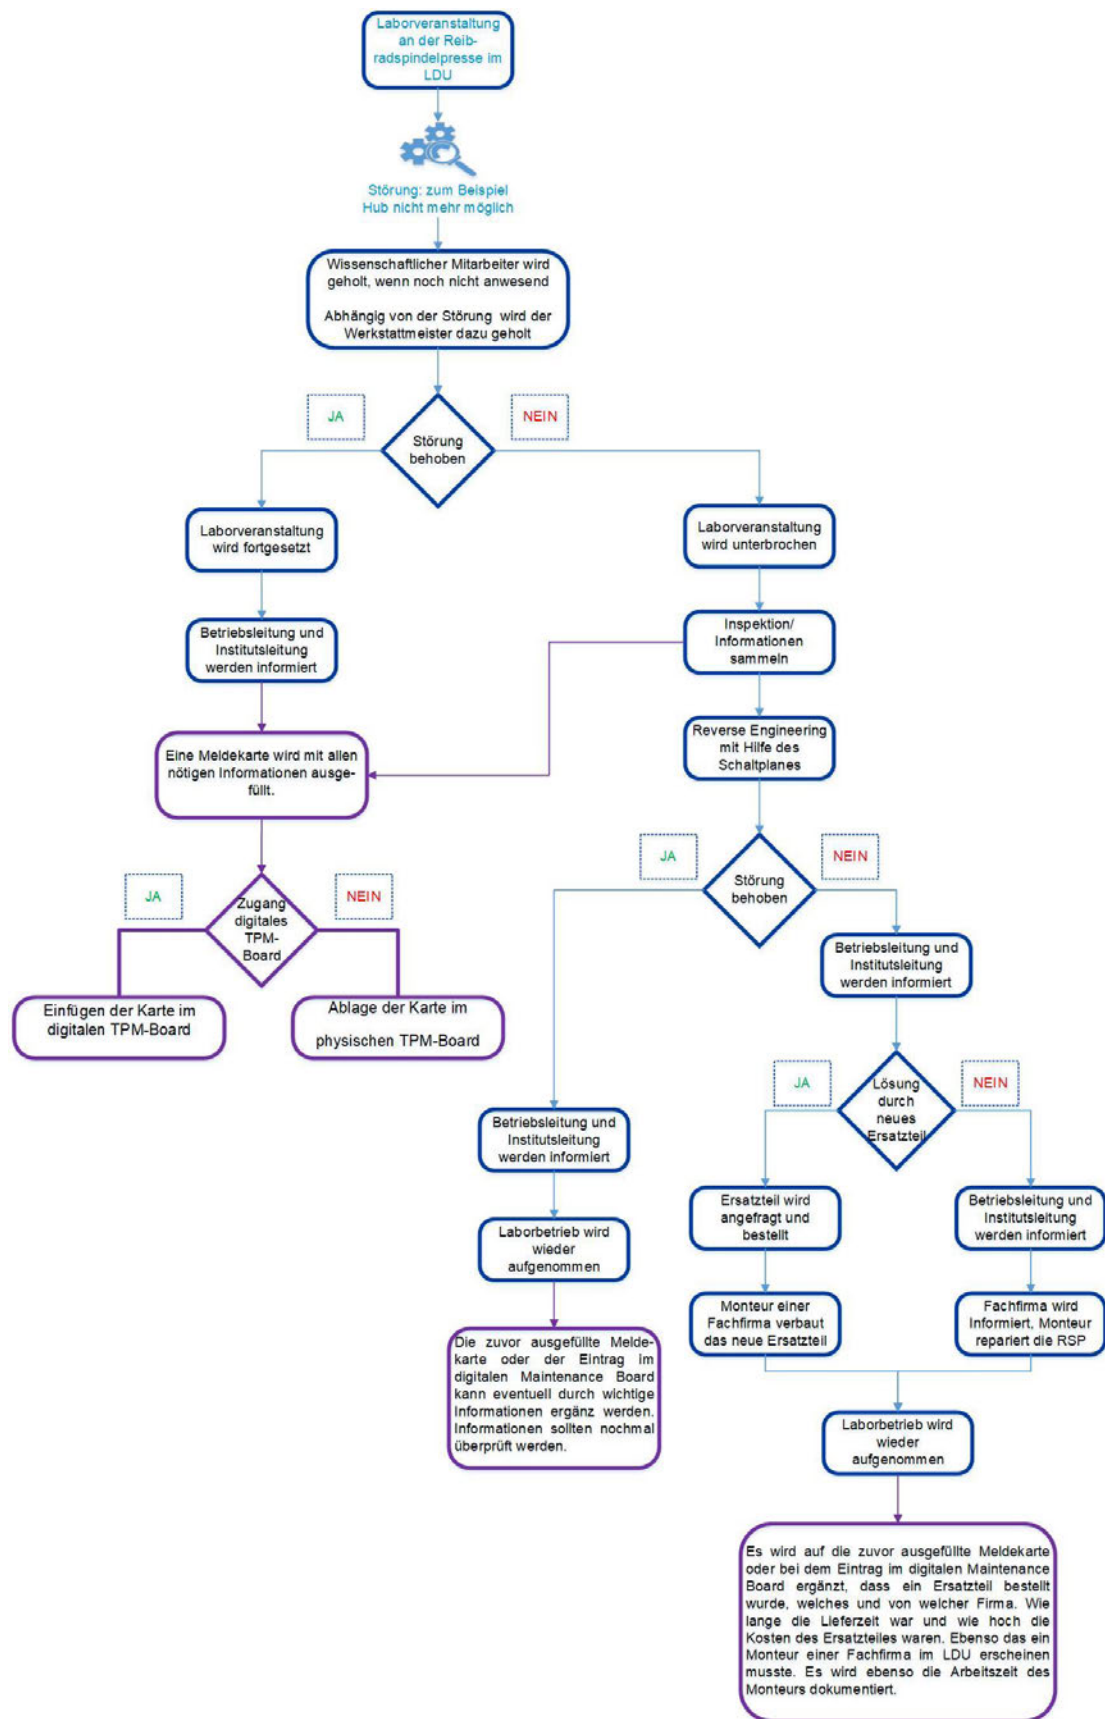 Laborveranstaltung
an der Reib-
radspindelpresse im
LDU
Störung: zum Beispiel
Hub nicht mehr möglich
Wissenschaftlicher Mitarbeiter wird
geholt, wenn noch nicht anwesend
Abhängig von der Störung wird der
Werkstattmeister dazu geholt
JA
NEIN
Störung
behoben
Laborveranstaltung
wird fortgesetzt
Laborveranstaltung
wird unterbrochen
Betriebsleitung und
Institutsleitung
werden informiert
Inspektion/
Informationen
sammeln
Eine Meldekarte wird mit allen
nötigen Informationen ausge-
füllt.
Reverse Engineering
mit Hilfe des
Schaltplanes
JA
NEIN
Störung
behoben
JA
NEIN
Zugang
digitales
TPM-
Board
Betriebsleitung und
Institutsleitung
werden informiert
Einfügen der Karte im
digitalen TPM-Board
Ablage der Karte im
physischen TPM-Board
JA
NEIN
Lösung
durch
neues
Ersatzteil
Betriebsleitung und
Institutsleitung
werden informiert
Ersatzteil wird
angefragt und
bestellt
Betriebsleitung und
Institutsleitung
werden informiert
Laborbetrieb wird
wieder
aufgenommen
Monteur einer
Fachfirma verbaut
das neue Ersatzteil
Fachfirma wird
Informiert, Monteur
repariert die RSP
Die zuvor ausgefüllte Melde-
karte oder der Eintrag im
digitalen Maintenance Board
kann eventuell durch wichtige
Informationen ergänz werden.
Informationen sollten nochmal
überprüft werden.
Laborbetrieb wird
wieder
aufgenommen
Es wird auf die zuvor ausgefüllte Meldekarte
oder bei dem Eintrag im digitalen Maintenance
Board ergänzt, dass ein Ersatzteil bestellt
wurde, welches und von welcher Firma. Wie
lange die Lieferzeit war und wie hoch die
Kosten des Ersatzteiles waren. Ebenso das ein
Monteur einer Fachfirma im LDU erscheinen
musste. Es wird ebenso die Arbeitszeit des
Monteurs dokumentiert.